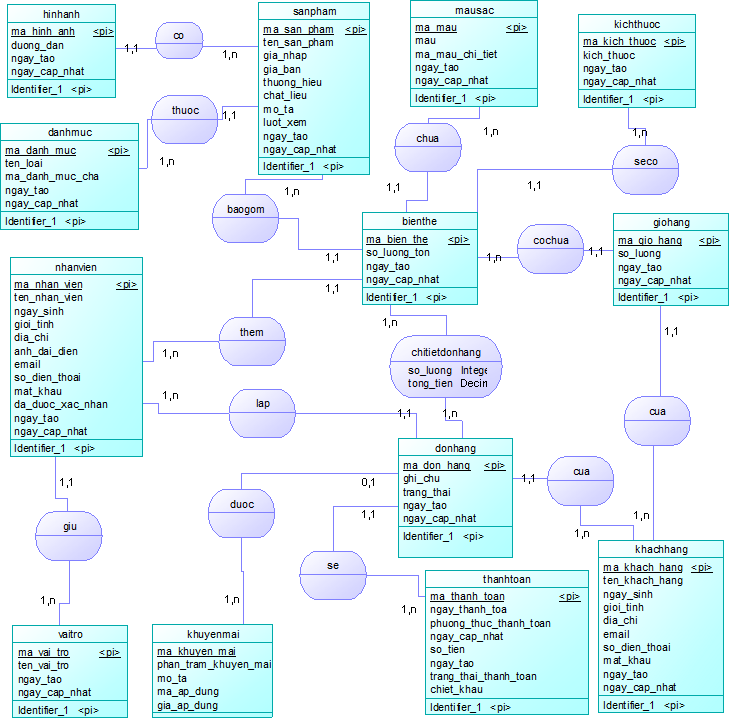 hinhanh
ma_hinh_anh <pi>
duong_dan
ngay_tao
ngay_cap_nhat
Identifier_1 <pi>
1,1
co
1,n
sanpham
ma_san_pham <pi>
ten_san_pham
gia_nhap
gia_ban
thuong_hieu
chat_lieu
mo_ta
luot_xem
ngay_tao
ngay_cap_nhat
Identifier_1 <pi>
mausac
ma_mau <pi>
mau
ma_mau_chi_tiet
ngay_tao
ngay_cap_nhat
Identifier_1 <pi>
kichthuoc
ma_kich_thuoc <pi>
kich_thuoc
ngay_tao
ngay_cap_nhat
Identifier_1 <pi>
thuoc
1,1
1,n
danhmuc
ma_danh_muc <pi>
ten_loai
ma_danh_muc_cha
ngay_tao
ngay_cap_nhat
Identifier_1 <pi>
1,n
chua
1,1
1,n
seco
1,1
1,n
baogom
1,1
bienthe
ma_bien_the <pi>
so_luong_ton
ngay_tao
ngay_cap_nhat
Identifier_1 <pi>
1,n
cochua
1,1
giohang
ma_gio_hang <pi>
so_luong
ngay_tao
ngay_cap_nhat
Identifier_1 <pi>
nhanvien
ma_nhan_vien <pi>
ten_nhan_vien
ngay_sinh
gioi_tinh
dia_chi
anh_dai_dien
email
so_dien_thoai
mat_khau
da_duoc_xac_nhan
ngay_tao
ngay_cap_nhat
Identifier_1 <pi>
1,1
them
1,n
1,n
chitietdonhang
so_luong Intege
tong_tien Decin
1,n
1,n
lap
1,1
1,1
cua
1,n
donhang
ma_don_hang <pi>
ghi_chu
trang_thai
ngay_tao
ngay_cap_nhat
Identifier_1 <pi>
1,1
cua
1,n
0,1
duoc
1,n
1,1
se
1,n
1,1
giu
1,n
khachhang
ma_khach_hang <pi>
ten_khach_hang
ngay_sinh
gioi_tinh
dia_chi
email
so_dien_thoai
mat_khau
ngay_tao
ngay_cap_nhat
Identifier_1 <pi>
thanhtoan
ma_thanh_toan <pi>
ngay_thanh_toa
phuong_thuc_thanh_toan
ngay_cap_nhat
so_tien
ngay_tao
trang_thai_thanh_toan
chiet_khau
Identifier_1 <pi>
vaitro
ma_vai_tro <pi>
ten_vai_tro
ngay_tao
ngay_cap_nhat
Identifier_1 <pi>
khuyenmai
ma_khuyen_mai
phan_tram_khuyen_mai
mo_ta
ma_ap_dung
gia_ap_dung